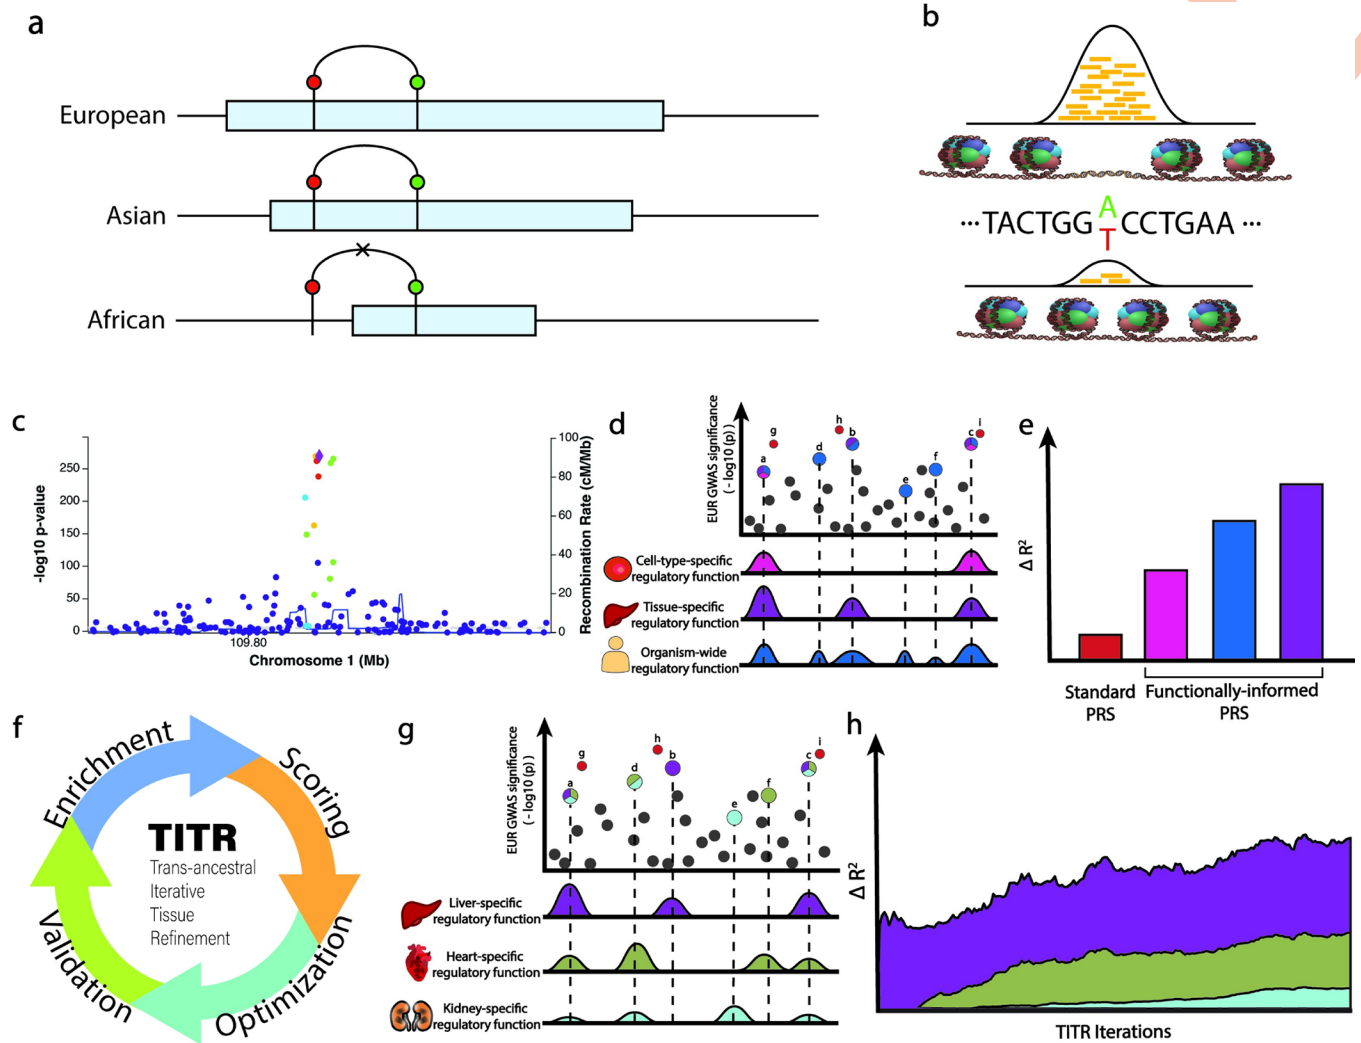 a
European
Asian
African
b
···TACTGG A CCTGAA ···
T
c
-log10 p-value
250
200
150
100
50
0
100
80
60
40
20
0
Recombination Rate (cM/Mb)
109.80
Chromosome 1 (Mb)
d
EUR GWAS significance
( - log10 (p))
g
a
d
h
b
e
f
c
i
Cell-type-specific
regulatory function
Tissue-specific
regulatory function
Organism-wide
regulatory function
e
Δ R²
Standard
PRS
Functionally-informed
PRS
f
Enrichment
Scoring
Optimization
Validation
TITR
Trans-ancestral
Iterative
Tissue
Refinement
g
EUR GWAS significance
( - log10 (p))
a
g
d
h
b
e
f
c
i
Liver-specific
regulatory function
Heart-specific
regulatory function
Kidney-specific
regulatory function
h
Δ R²
TITR Iterations